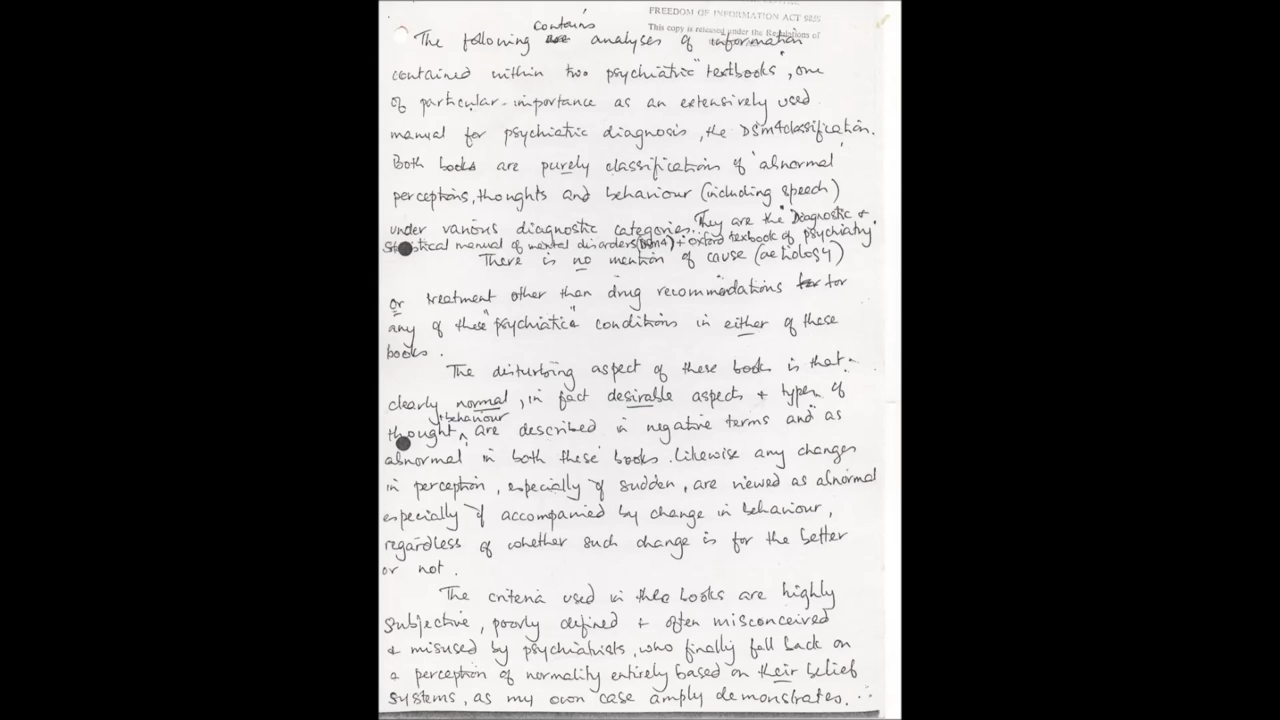 FREEDOM OF INFORMATION ACT
This copy is released under the Regulations of
contains
The following are analyses of information
contained within two psychiatric "textbooks", one
of particular importance as an extensively used
manual for psychiatric diagnosis, the DSM4classification.
Both books are purely classifications of 'abnormal'
perceptions, thoughts and behaviour (including speech)
under various diagnostic categories. They are the "Diagnostic &
Statistical manual of mental disorders (DSM4) + oxford textbook of psychiatry"
There is no mention of cause (aetiology)
or treatment other than drug recommendations for for
any of these "psychiatric" conditions in either of these
books.
The disturbing aspect of these books is that
clearly normal, in fact desirable aspects + types of
+ behaviour
thought ^ are described in negative terms and as
abnormal in both these books. Likewise any changes
in perception, especially if sudden, are viewed as abnormal
especially if accompanied by change in behaviour,
regardless of whether such change is for the better
or not.
The criteria used in these books are highly
subjective, poorly defined + often misconceived
+ misused by psychiatrists, who finally fall back on
a perception of normality entirely based on their belief
systems, as my own case amply demonstrates.